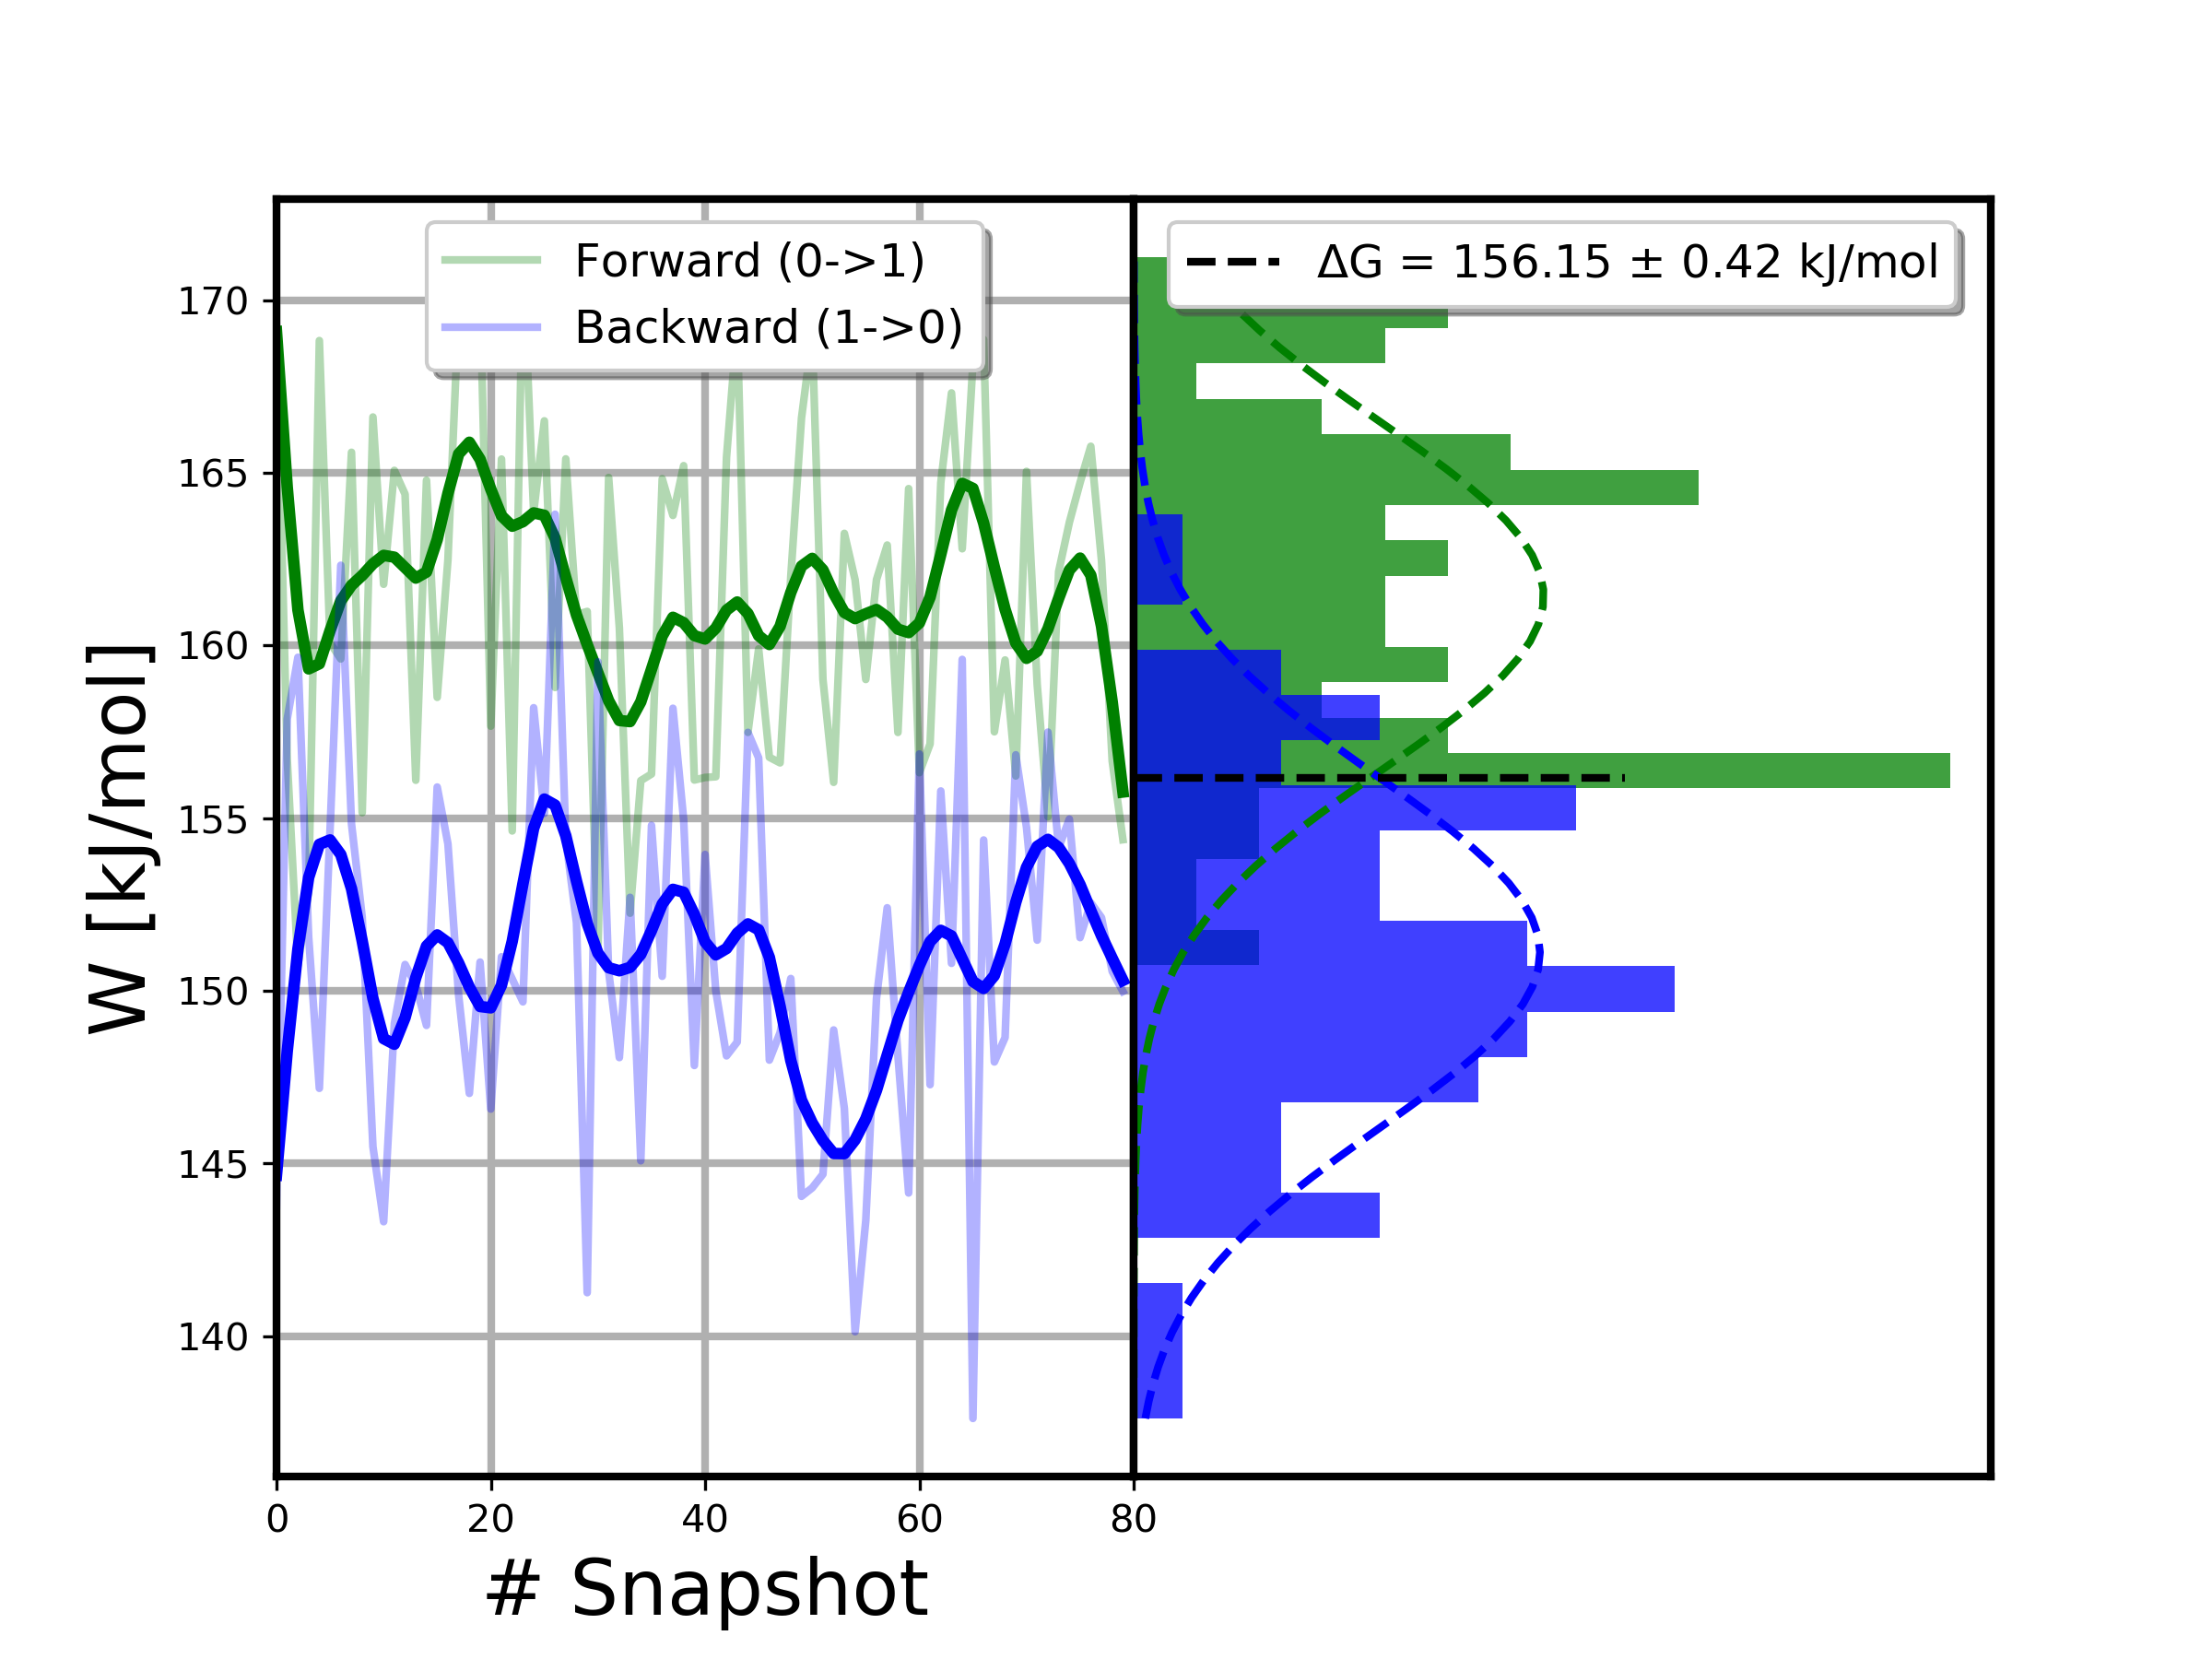 Forward (0->1)
Backward (1->0)
ΔG = 156.15 ± 0.42 kJ/mol
170
165
160
155
150
145
140
W [kJ/mol]
0 20 40 60 80
# Snapshot